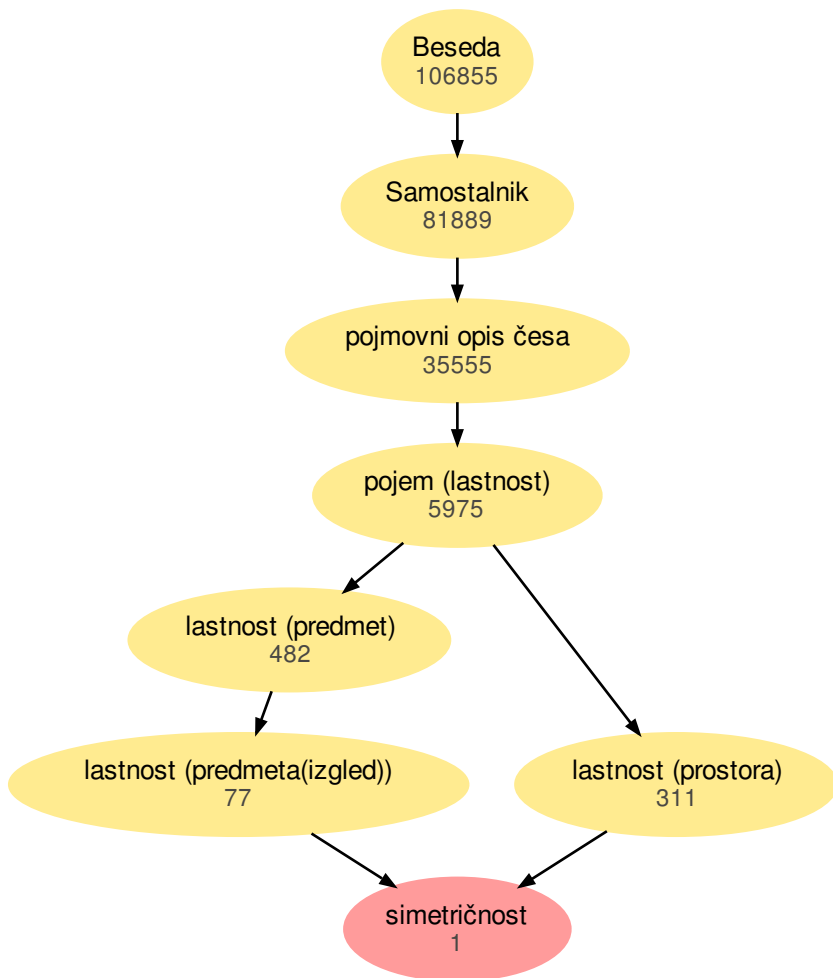 Beseda
106855
Samostalnik
81889
pojmovni opis česa
35555
pojem (lastnost)
5975
lastnost (predmet)
482
lastnost (predmeta(izgled))
77
lastnost (prostora)
311
simetričnost
1